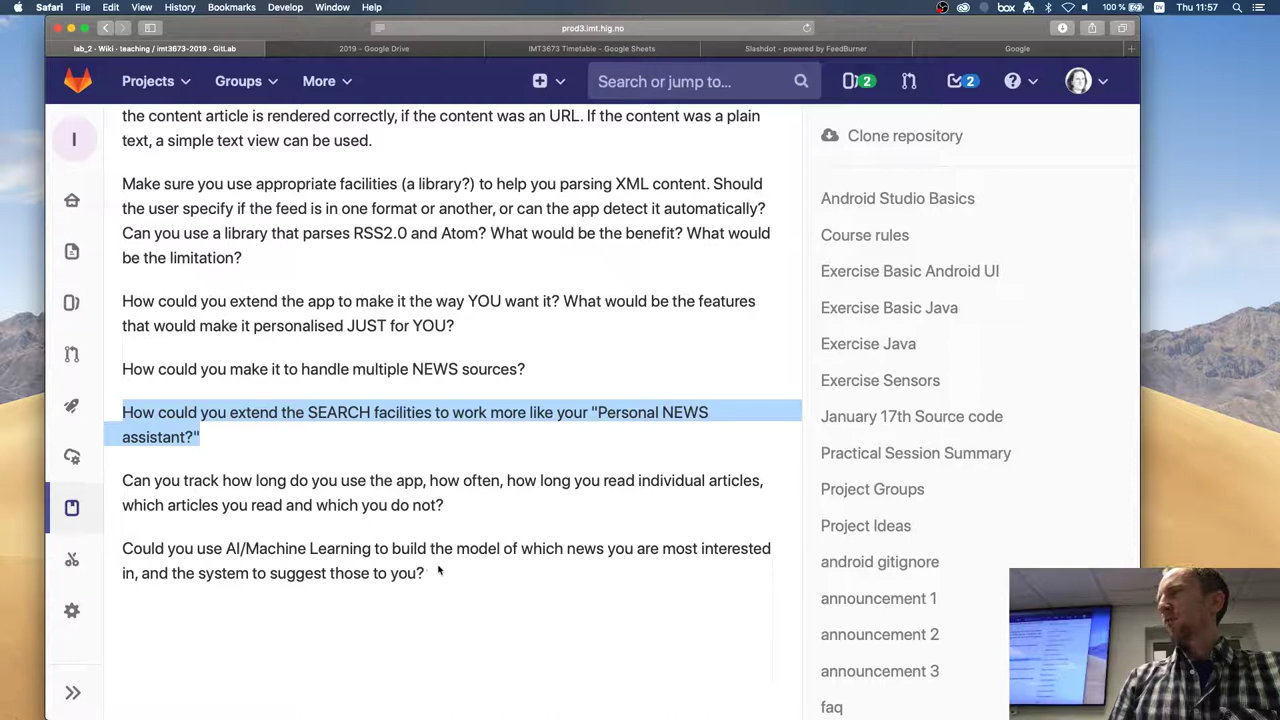 Safari File Edit View History Bookmarks Develop Window Help
box 100 % DV Thu 11:57
prod3.imt.hig.no
lab_2 · Wiki · teaching / imt3673-2019 · GitLab
2019 - Google Drive
IMT3673 Timetable - Google Sheets
Slashdot - powered by FeedBurner
Google
Projects Groups More Search or jump to... 2 2
the content article is rendered correctly, if the content was an URL. If the content was a plain
text, a simple text view can be used.
Make sure you use appropriate facilities (a library?) to help you parsing XML content. Should
the user specify if the feed is in one format or another, or can the app detect it automatically?
Can you use a library that parses RSS2.0 and Atom? What would be the benefit? What would
be the limitation?
How could you extend the app to make it the way YOU want it? What would be the features
that would make it personalised JUST for YOU?
How could you make it to handle multiple NEWS sources?
How could you extend the SEARCH facilities to work more like your "Personal NEWS
assistant?"
Can you track how long do you use the app, how often, how long you read individual articles,
which articles you read and which you do not?
Could you use AI/Machine Learning to build the model of which news you are most interested
in, and the system to suggest those to you?
I
Clone repository
Android Studio Basics
Course rules
Exercise Basic Android UI
Exercise Basic Java
Exercise Java
Exercise Sensors
January 17th Source code
Practical Session Summary
Project Groups
Project Ideas
android gitignore
announcement 1
announcement 2
announcement 3
faq